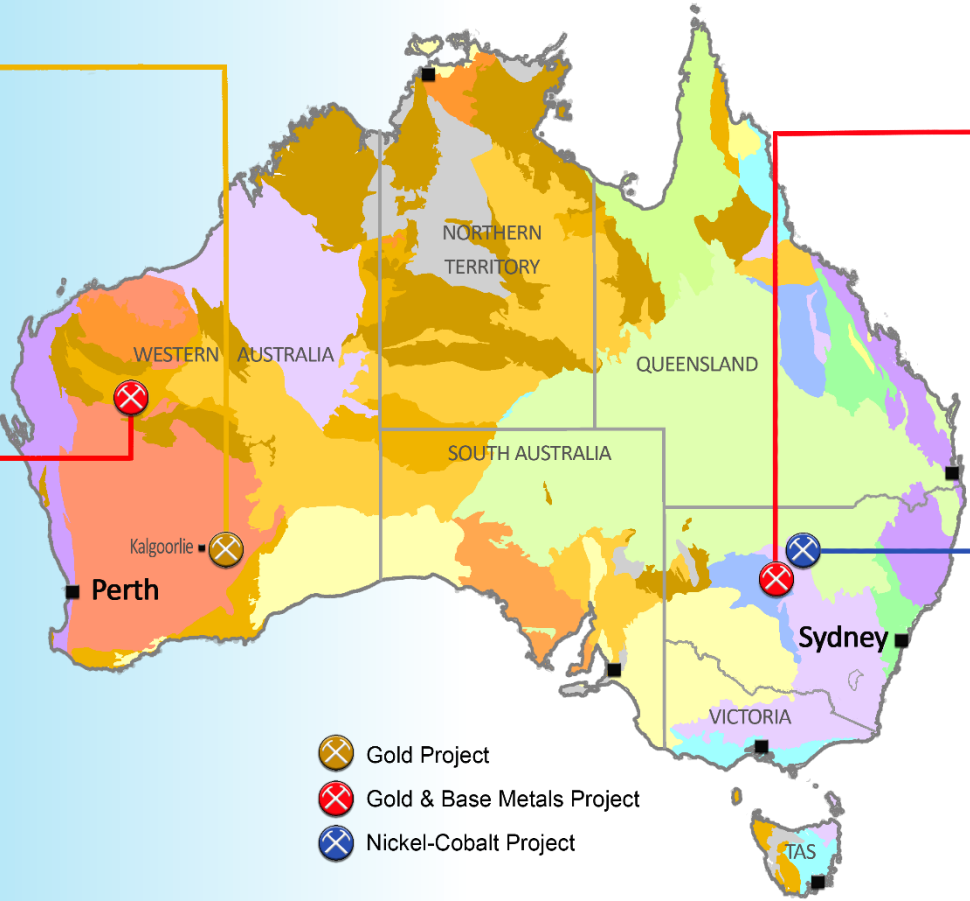 NORTHERN
TERRITORY
WESTERN AUSTRALIA
QUEENSLAND
SOUTH AUSTRALIA
Kalgoorlie
Perth
Sydney
VICTORIA
Gold Project
Gold & Base Metals Project
Nickel-Cobalt Project
TAS